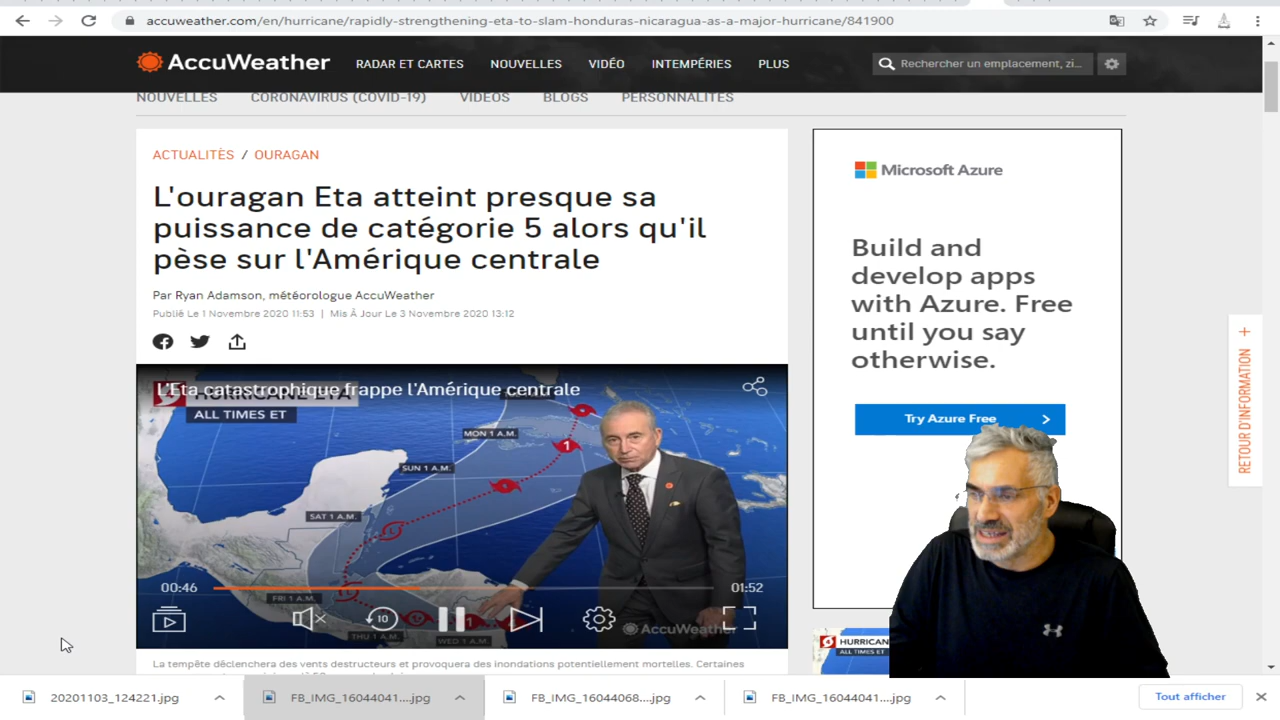 accuweather.com/en/hurricane/rapidly-strengthening-eta-to-slam-honduras-nicaragua-as-a-major-hurricane/841900
AccuWeather
RADAR ET CARTES NOUVELLES VIDÉO INTEMPÉRIES PLUS
Rechercher un emplacement, zi...
NOUVELLES CORONAVIRUS (COVID-19) VIDÉOS BLOGS PERSONNALITÉS
ACTUALITÈS / OURAGAN
L'ouragan Eta atteint presque sa
puissance de catégorie 5 alors qu'il
pèse sur l'Amérique centrale
Par Ryan Adamson, météorologue AccuWeather
Publié Le 1 Novembre 2020 11:53 | Mis À Jour Le 3 Novembre 2020 13:12
L'Eta catastrophique frappe l'Amérique centrale
HURRICANE ETA
ALL TIMES ET
MON 1 A.M.
1
SUN 1 A.M.
SAT 1 A.M.
FRI 1 A.M.
THU 1 A.M.
WED 1 A.M.
00:46
01:52
10
AccuWeather
La tempête déclenchera des vents destructeurs et provoquera des inondations potentiellement mortelles. Certaines
Microsoft Azure
Build and
develop apps
with Azure. Free
until you say
otherwise.
Try Azure Free
HURRICAN
ALL TIMES ET
RETOUR D'INFORMATION +
20201103_124221.jpg
FB_IMG_16044041....jpg
FB_IMG_16044068....jpg
FB_IMG_16044041....jpg
Tout afficher